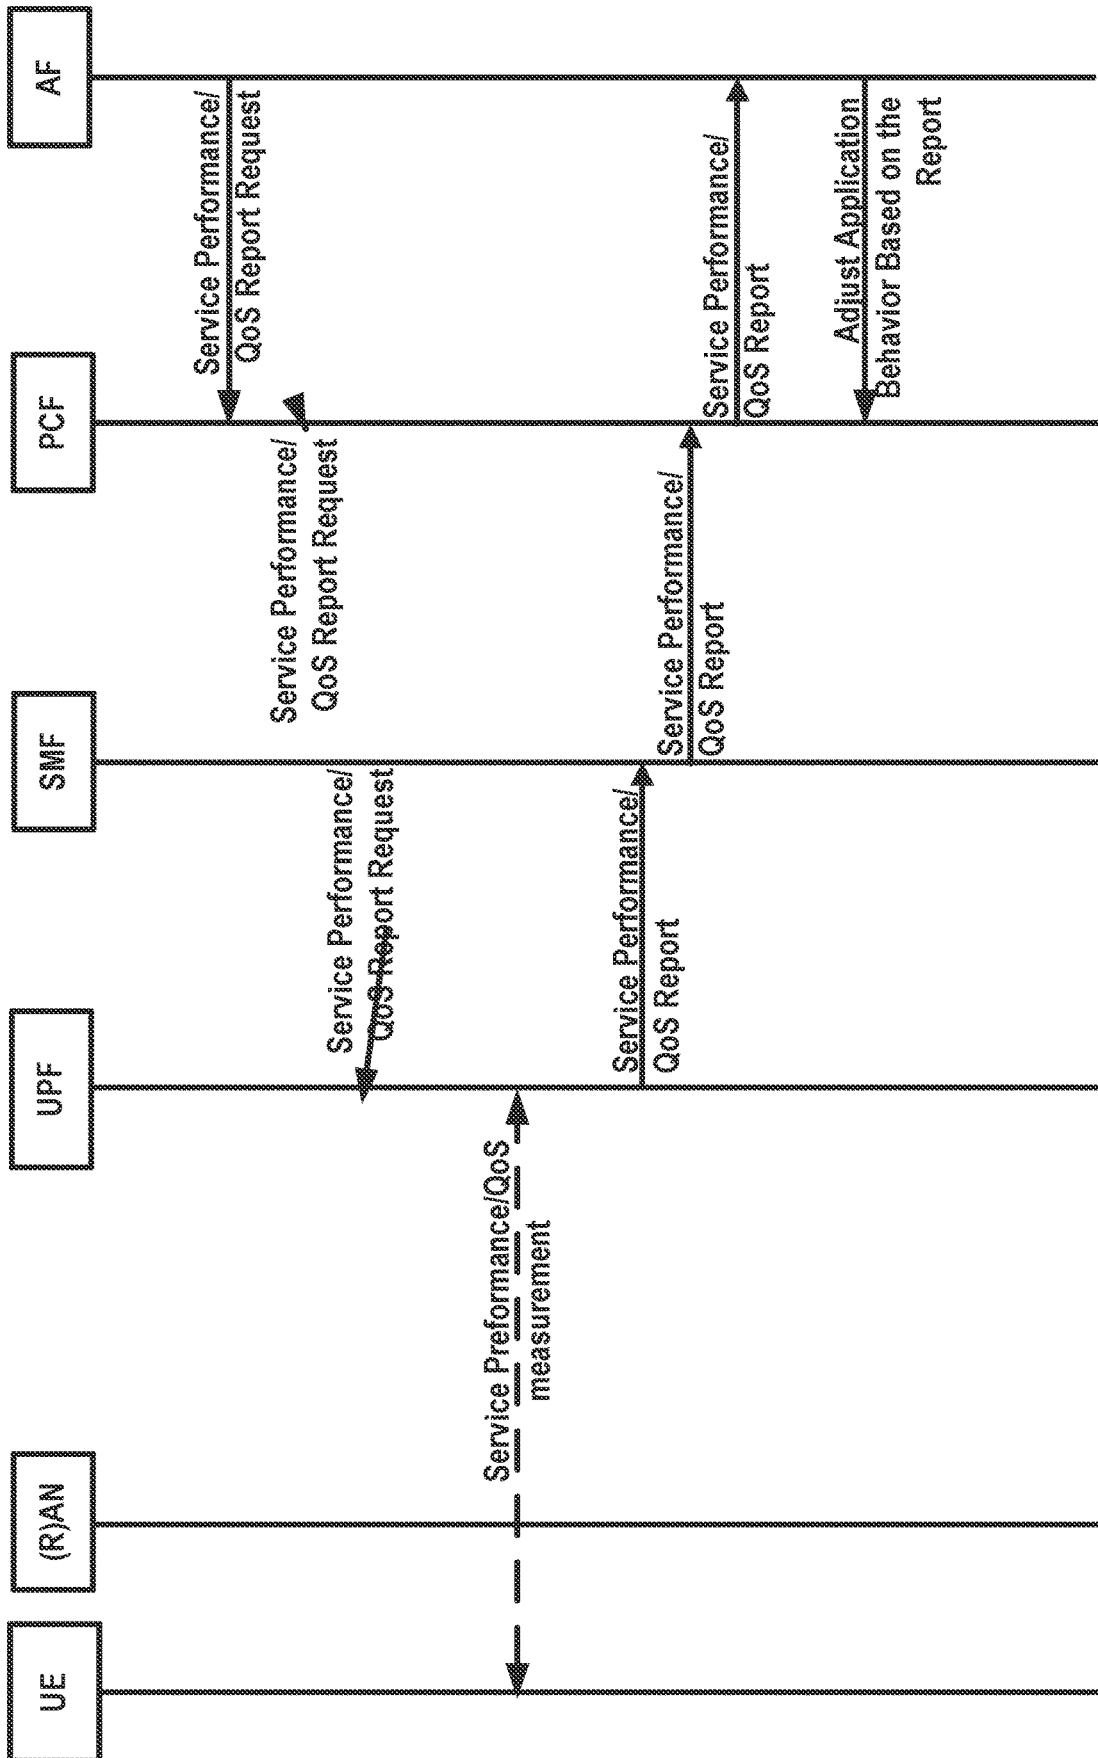 UE
(R)AN
UPF
SMF
PCF
AF
Service Performance/
QoS Report Request
Service Performance/
QoS Report Request
Service Performance/
QoS Report Request
Service Preformance/QoS
measurement
Service Performance/
QoS Report
Service Performance/
QoS Report
Service Performance/
QoS Report
Adjust Application
Behavior Based on the
Report